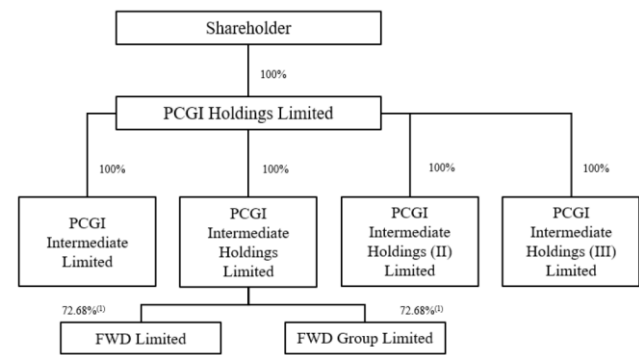 Shareholder
100%
PCGI Holdings Limited
100%
100%
100%
100%
PCGI
Intermediate
Limited
PCGI
Intermediate
Holdings
Limited
PCGI
Intermediate
Holdings (II)
Limited
PCGI
Intermediate
Holdings (III)
Limited
72.68%(1)
72.68%(1)
FWD Limited
FWD Group Limited